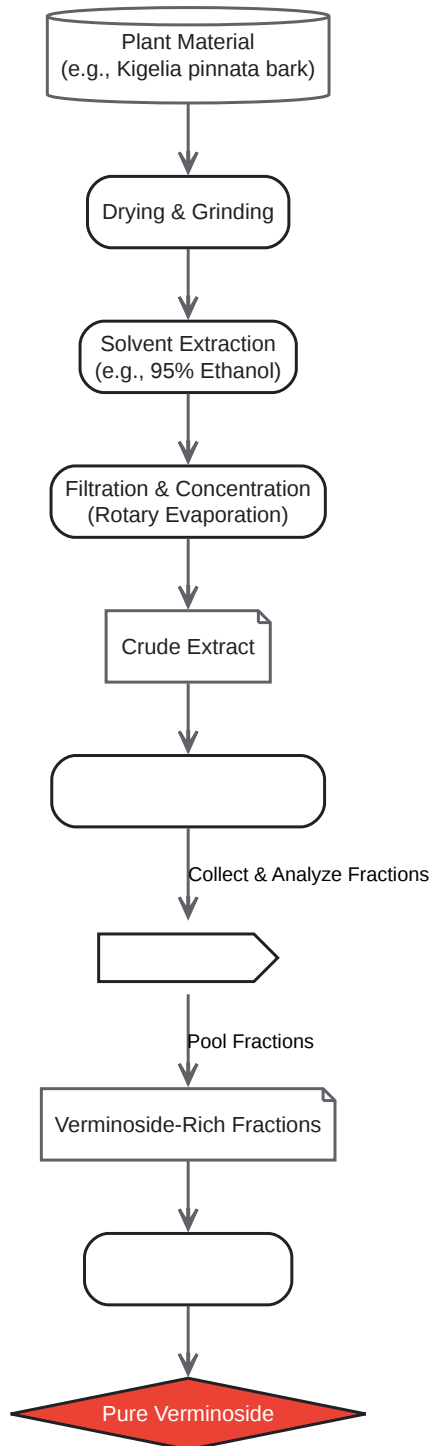 Plant Material
(e.g., Kigelia pinnata bark)
Drying & Grinding
Solvent Extraction
(e.g., 95% Ethanol)
Filtration & Concentration
(Rotary Evaporation)
Crude Extract
Collect & Analyze Fractions
Pool Fractions
Verminoside-Rich Fractions
Pure Verminoside